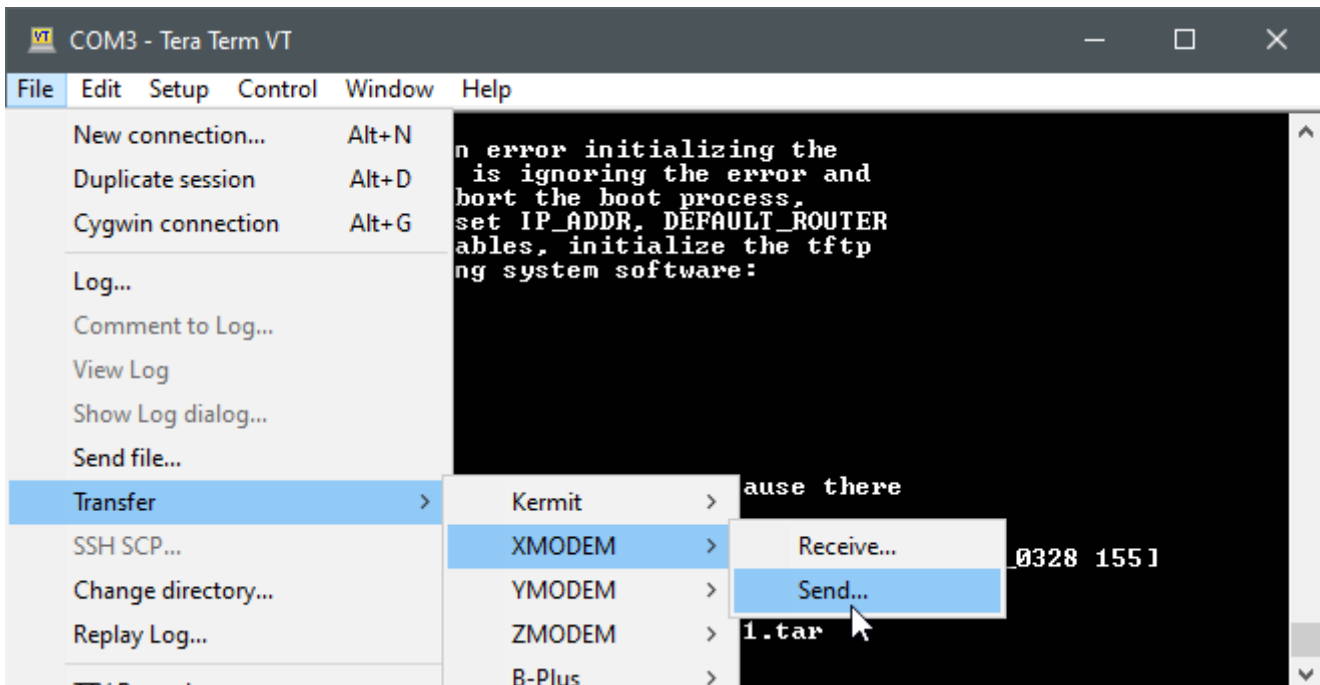 COM3 - Tera Term VT
File Edit Setup Control Window Help
New connection... Alt+N
Duplicate session Alt+D
Cygwin connection Alt+G
Log...
Comment to Log...
View Log
Show Log dialog...
Send file...
Transfer
SSH SCP...
Change directory...
Replay Log...
Kermit
XMODEM
YMODEM
ZMODEM
B-Plus
Receive...
Send...
n error initializing the
is ignoring the error and
bort the boot process,
set IP_ADDR, DEFAULT_ROUTER
ables, initialize the tftp
ng system software:
ause there
_0328 155]
1.tar